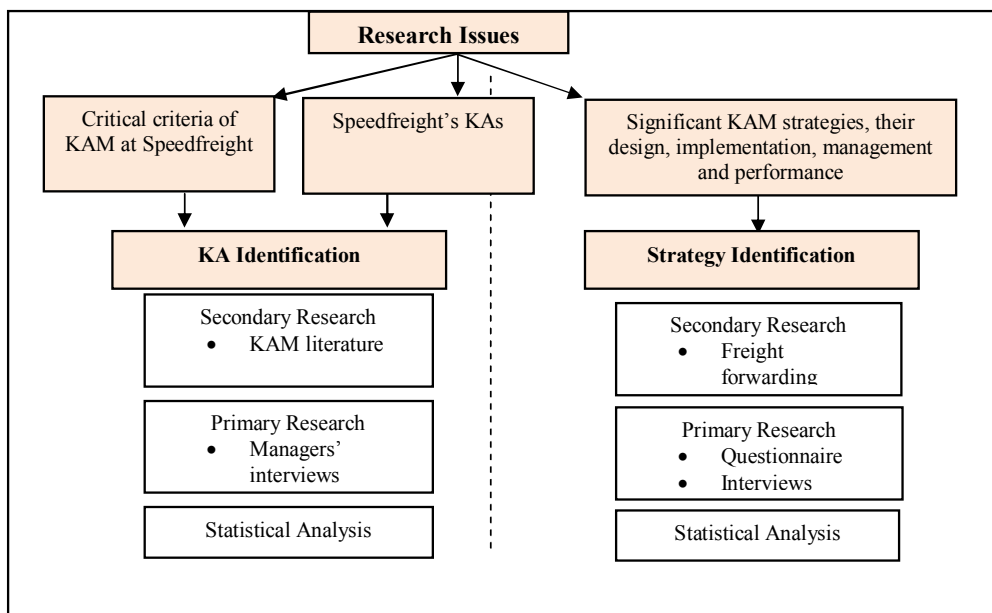 Research Issues
Critical criteria of
KAM at Speedfreight
Speedfreight's KAs
Significant KAM strategies, their
design, implementation, management
and performance
KA Identification
Strategy Identification
Secondary Research
• KAM literature
Secondary Research
• Freight
forwarding
Primary Research
• Managers'
interviews
Primary Research
• Questionnaire
• Interviews
Statistical Analysis
Statistical Analysis